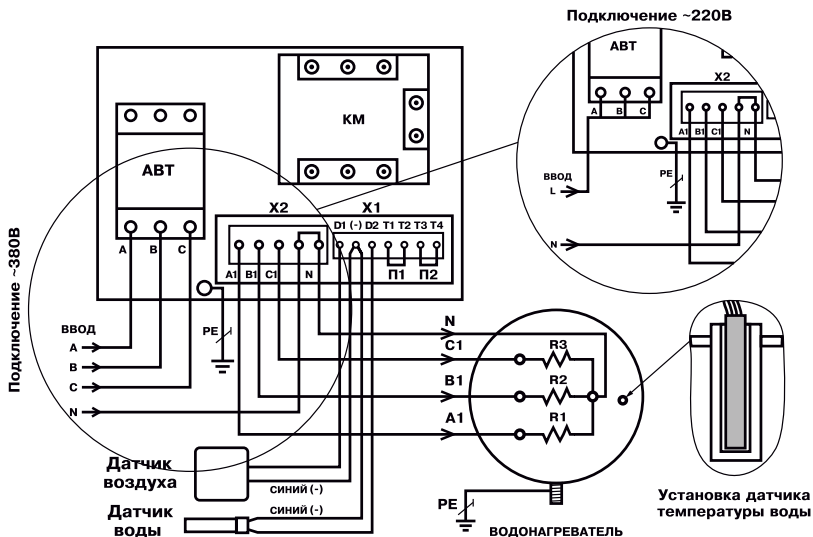 Подключение ~220В
АВТ
X2
A B C
A1 B1 C1 N
ВВОД
L
PE
N
КМ
АВТ
X2 X1
D1 (-) D2 T1 T2 T3 T4
A B C
A1 B1 C1 N
П1 П2
Подключение ~380В
PE
ВВОД
A
B
C
N
N
C1
B1
A1
R3
R2
R1
Датчик
воздуха
СИНИЙ (-)
Датчик
воды
СИНИЙ (-)
PE
ВОДОНАГРЕВАТЕЛЬ
Установка датчика
температуры воды